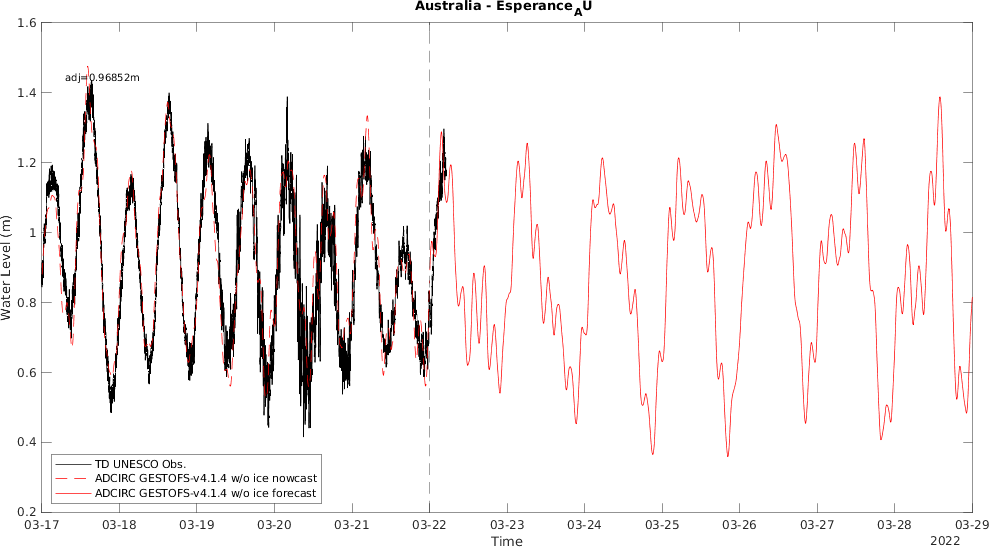 Australia - Esperance_AU
1.6
1.4
1.2
1
0.8
0.6
0.4
0.2
Water Level (m)
adj=0.96852m
TD UNESCO Obs.
ADCIRC GESTOFS-v4.1.4 w/o ice nowcast
ADCIRC GESTOFS-v4.1.4 w/o ice forecast
03-17 03-18 03-19 03-20 03-21 03-22 03-23 03-24 03-25 03-26 03-27 03-28 03-29
Time
2022